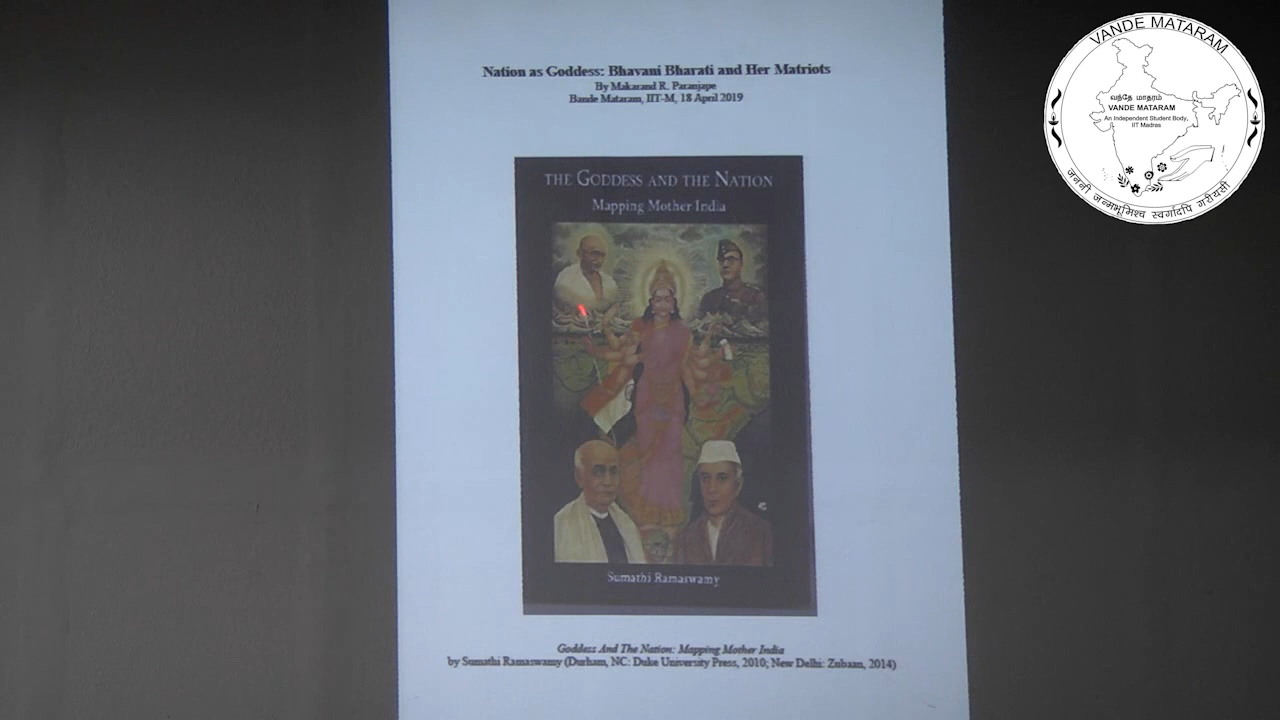 Nation as Goddess: Bhavani Bharati and Her Matriots
By Makarand R. Paranjape
Bande Mataram, IIT-M, 18 April 2019
THE GODDESS AND THE NATION
Mapping Mother India
Sumathi Ramaswamy
Goddess And The Nation: Mapping Mother India
by Sumathi Ramaswamy (Durham, NC: Duke University Press, 2010; New Delhi: Zubaan, 2014)
VANDE MATARAM
வந்தே மாதரம்
VANDE MATARAM
An Independent Student Body,
IIT Madras
जननी जन्मभूमिश्च स्वर्गादपि गरीयसी